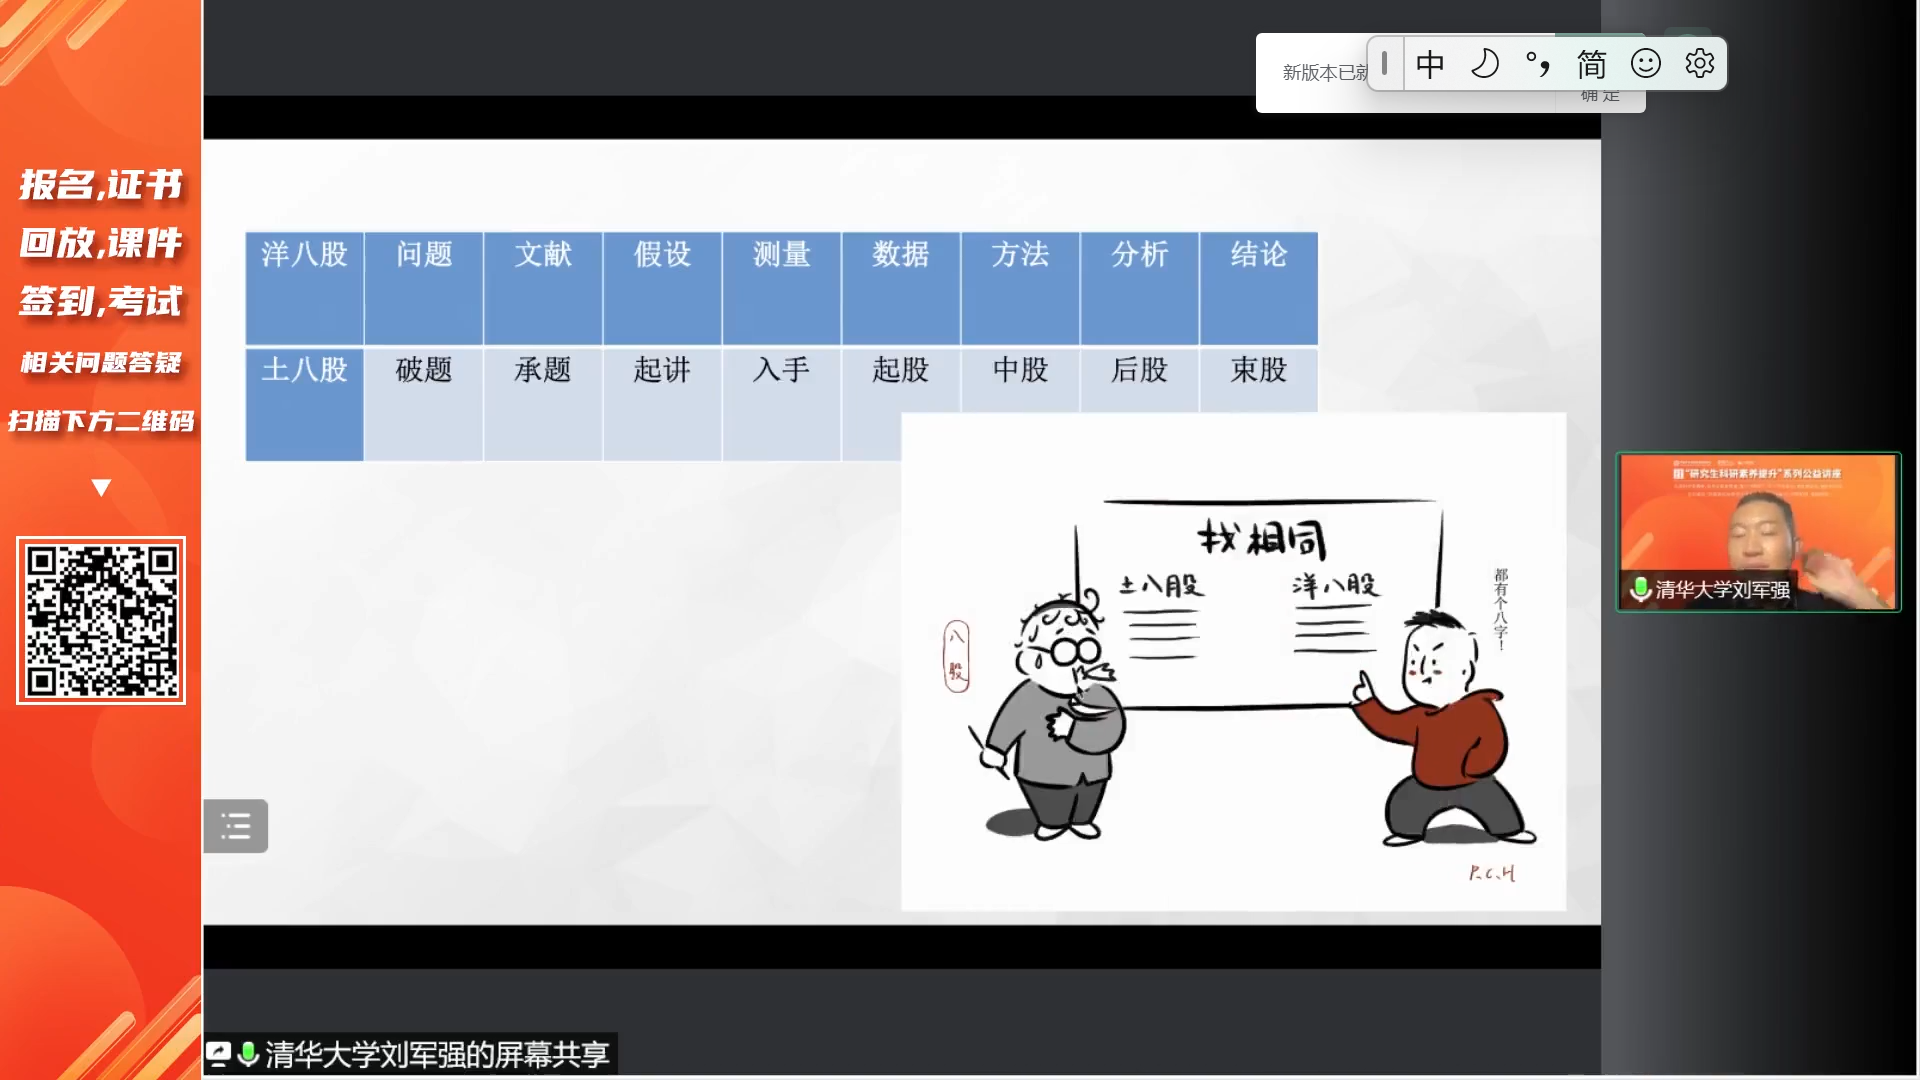 报名,证书
回放,课件
签到,考试
相关问题答疑
扫描下方二维码
新版本已就
中 简
确定
洋八股 问题 文献 假设 测量 数据 方法 分析 结论
土八股 破题 承题 起讲 入手 起股 中股 后股 束股
找相同
土八股 洋八股
都有个八字！
八股
P.C.H
"研究生科研素养提升"系列公益讲座
清华大学刘军强
清华大学刘军强的屏幕共享